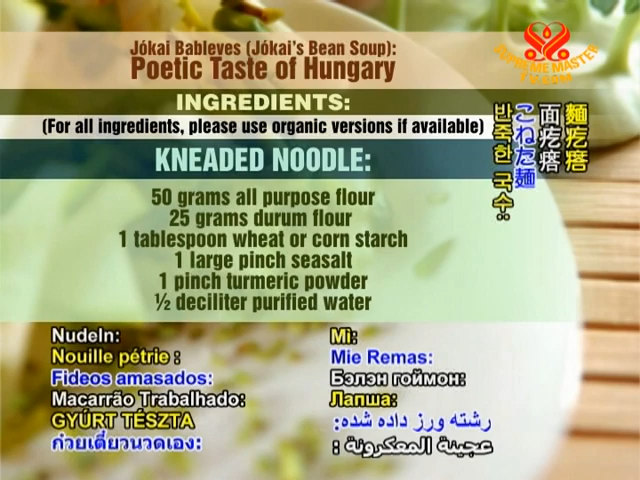 Jókai Bableves (Jókai's Bean Soup):
Poetic Taste of Hungary
SUPREME MASTER
TV.COM
INGREDIENTS:
(For all ingredients, please use organic versions if available)
KNEADED NOODLE:
50 grams all purpose flour
25 grams durum flour
1 tablespoon wheat or corn starch
1 large pinch seasalt
1 pinch turmeric powder
½ deciliter purified water
麵疙瘩
面疙瘩
こねた麺
반죽한 국수:
Nudeln:
Nouille pétrie :
Fideos amasados:
Macarrão Trabalhado:
GYÚRT TÉSZTA
ก๋วยเตี๋ยวนวดเอง:
Mì:
Mie Remas:
Бэлэн гоймон:
Лапша:
رشته ورز داده شده:
عجينة المعكرونة :